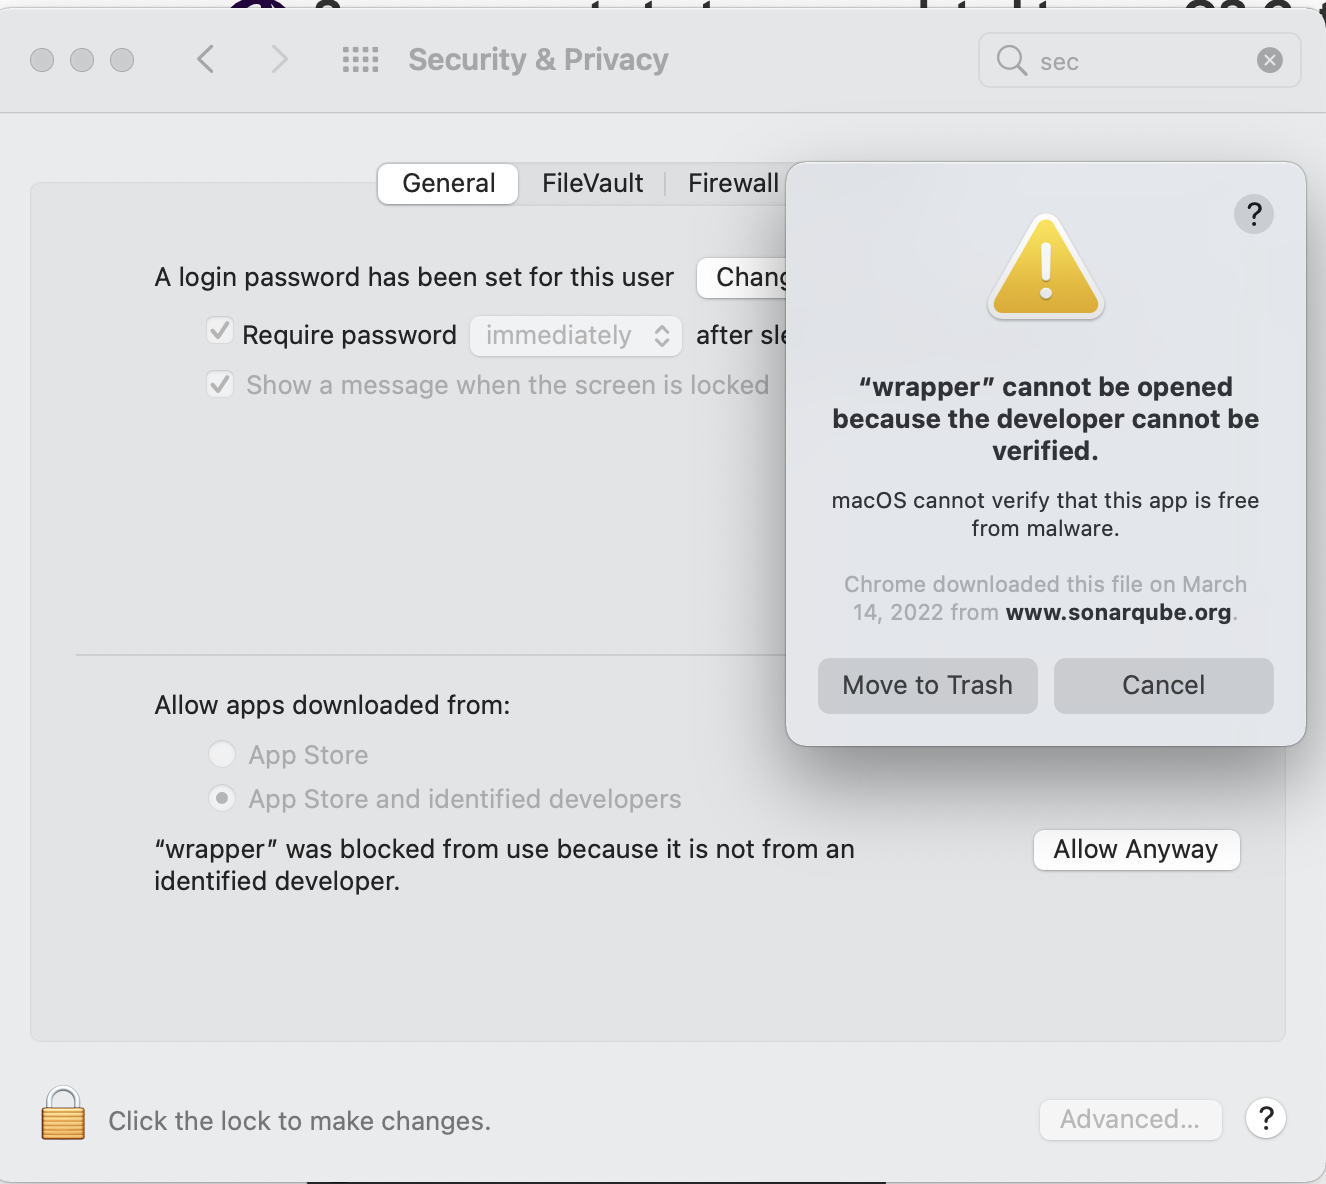 Security & Privacy
sec
General
FileVault
Firewall
A login password has been set for this user
Require password
immediately
after
Show a message when the screen is locked
?
“wrapper” cannot be opened
because the developer cannot be
verified.
macOS cannot verify that this app is free
from malware.
Chrome downloaded this file on March
14, 2022 from www.sonarqube.org.
Move to Trash
Cancel
Allow apps downloaded from:
App Store
App Store and identified developers
“wrapper” was blocked from use because it is not from an
identified developer.
Allow Anyway
Click the lock to make changes.
Advanced...
?